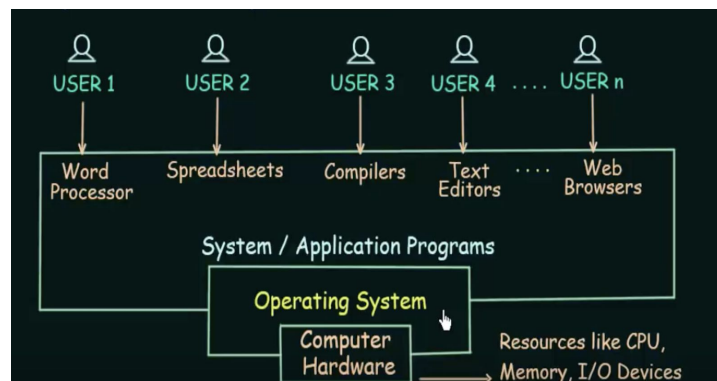 USER 1 USER 2 USER 3 USER 4 .... USER n
Word Processor
Spreadsheets
Compilers
Text Editors
....
Web Browsers
System / Application Programs
Operating System
Computer
Hardware
Resources like CPU,
Memory, I/O Devices